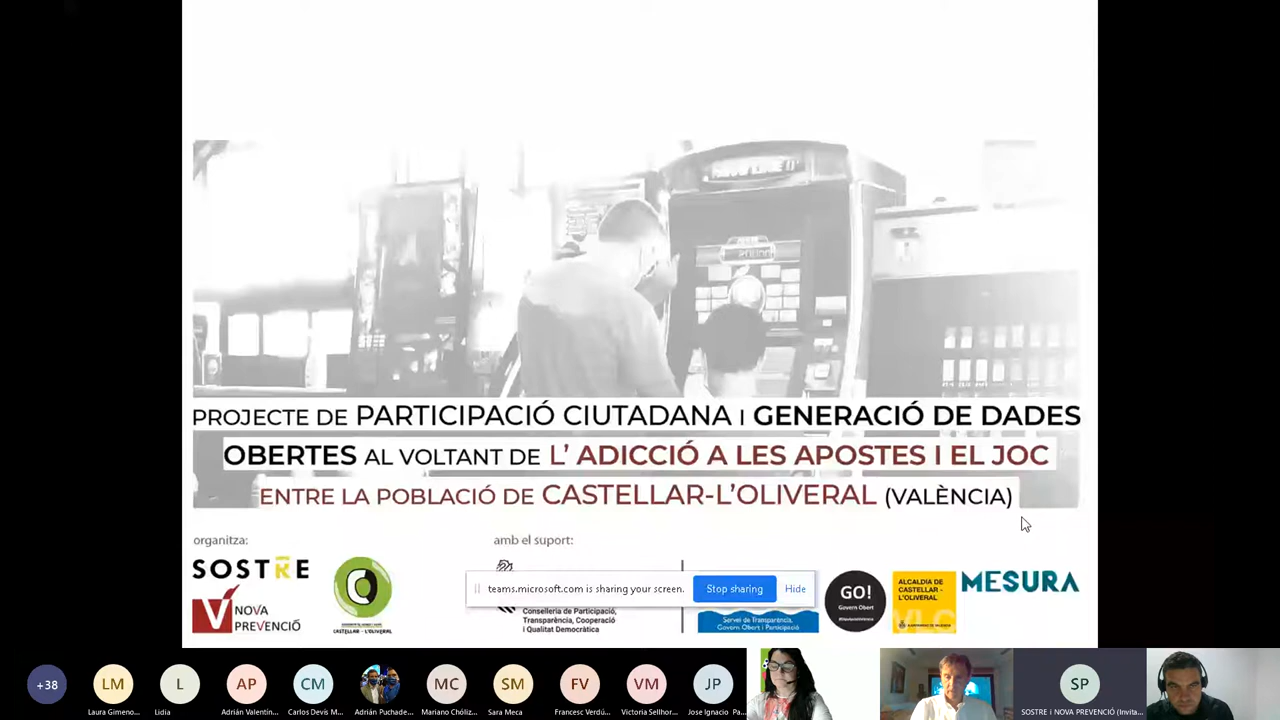 PROJECTE DE PARTICIPACIÓ CIUTADANA I GENERACIÓ DE DADES
OBERTES AL VOLTANT DE L' ADICCIÓ A LES APOSTES I EL JOC
ENTRE LA POBLACIÓ DE CASTELLAR-L'OLIVERAL (VALÈNCIA)
organitza:
amb el suport:
SOSTRE
NOVA
PREVENCIÓ
CASTELLAR - L'OLIVERAL
teams.microsoft.com is sharing your screen.
Stop sharing
Hide
Conselleria de Participació,
Transparència, Cooperació
i Qualitat Democràtica
Servei de Transparència,
Govern Obert i Participació
GO!
Govern Obert
ALCALDIA DE
CASTELLAR -
L'OLIVERAL
MESURA
+38
LM
L
AP
CM
MC
SM
FV
VM
JP
SP
Laura Gimeno...
Lidia
Adrián Valentín...
Carlos Devis M...
Adrián Puchade...
Mariano Chóliz...
Sara Meca
Francesc Verdú...
Victoria Sellhor...
Jose Ignacio Pa...
SOSTRE i NOVA PREVENCIÓ (Invita...